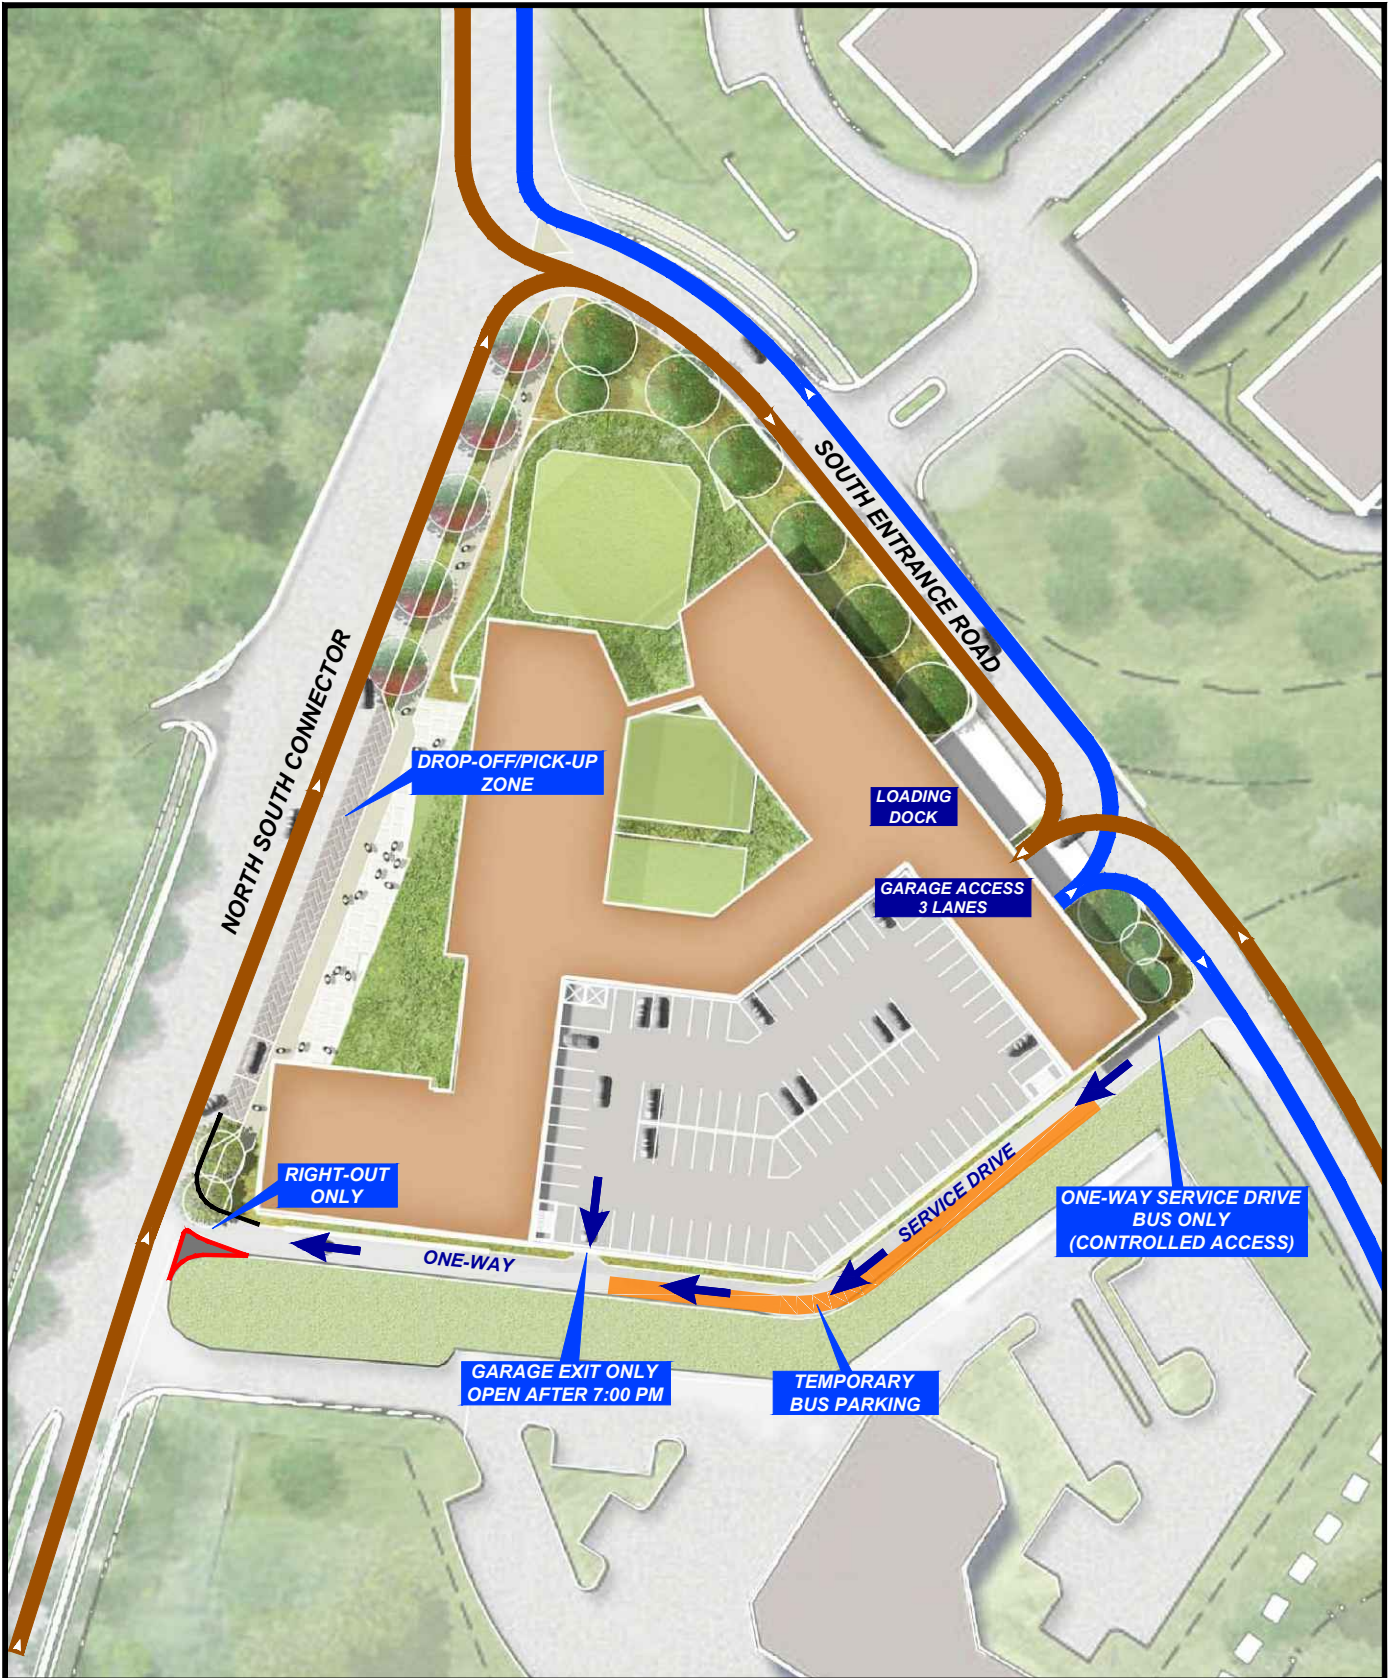 SOUTH ENTRANCE ROAD
NORTH SOUTH CONNECTOR
DROP-OFF/PICK-UP
ZONE
LOADING
DOCK
GARAGE ACCESS
3 LANES
RIGHT-OUT
ONLY
SERVICE DRIVE
ONE-WAY SERVICE DRIVE
BUS ONLY
(CONTROLLED ACCESS)
ONE-WAY
GARAGE EXIT ONLY
OPEN AFTER 7:00 PM
TEMPORARY
BUS PARKING